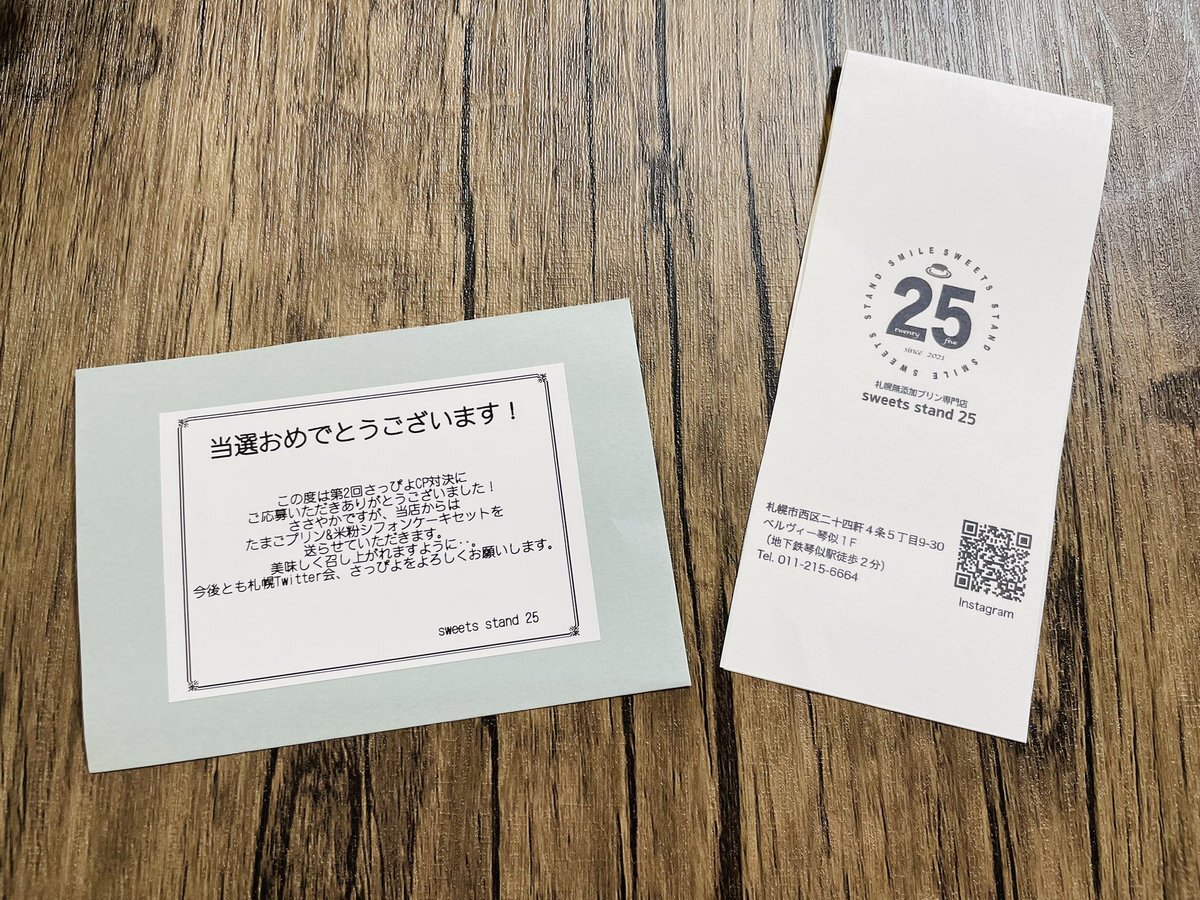 当選おめでとうございます！
この度は第2回さっぴよCP対決に
ご応募いただきありがとうございました！
ささやかですが、当店からは
たまごプリン&米粉シフォンケーキセットを
送らせていただきます。
美味しく召し上がれますように..。
今後とも札幌Twitter会、さっぴよをよろしくお願いします。
sweets stand 25
SMILE SWEETS STAND SMILE SWEETS STAND
25
twenty five
since 2021
札幌無添加プリン専門店
sweets stand 25
札幌市西区二十四軒４条５丁目9-30
ベルヴィー琴似１F
（地下鉄琴似駅徒歩２分）
Tel. 011-215-6664
Instagram